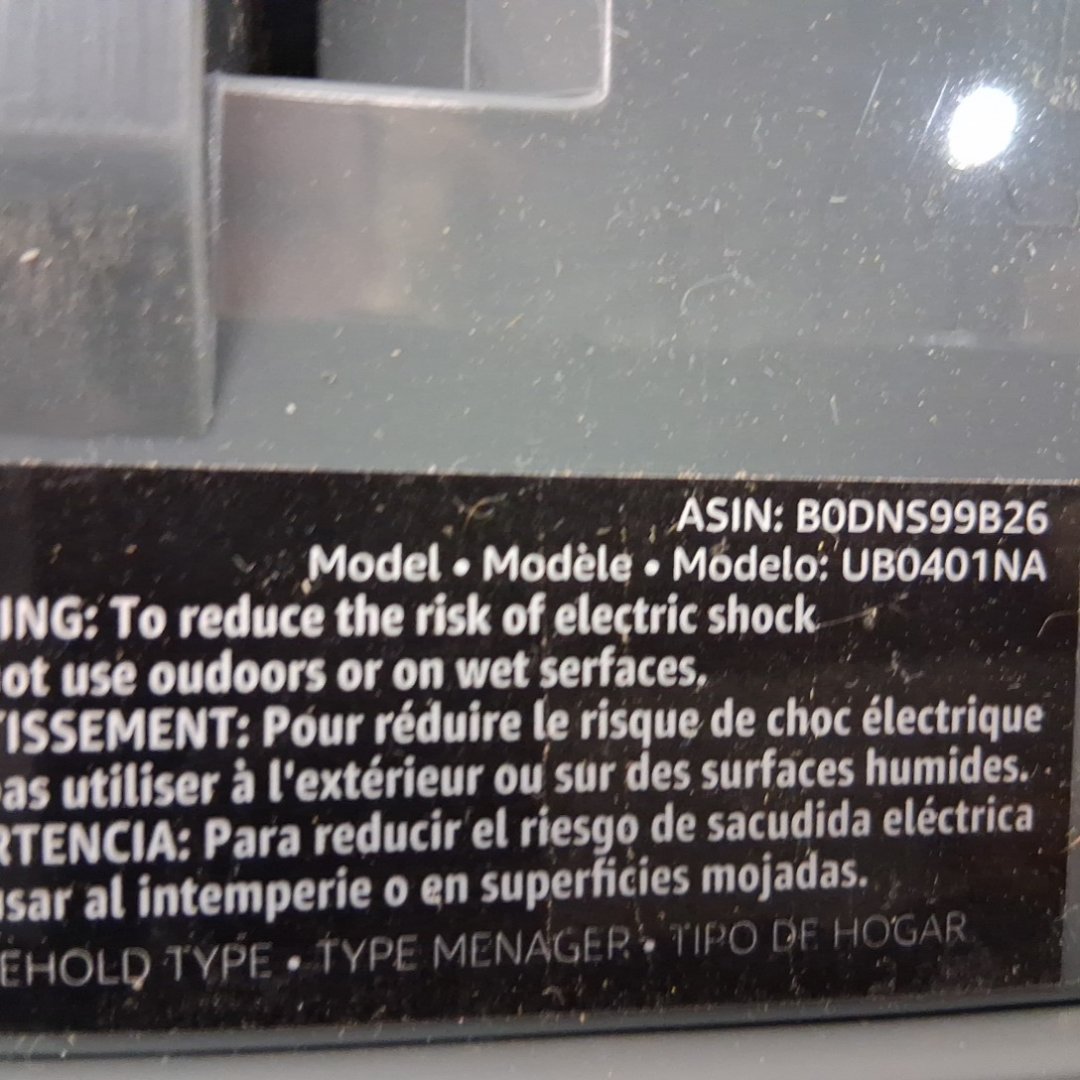 ASIN: B0DNS99B26
Model • Modèle • Modelo: UB0401NA
ING: To reduce the risk of electric shock
ot use oudoors or on wet serfaces.
TISSEMENT: Pour réduire le risque de choc électrique
as utiliser à l'extérieur ou sur des surfaces humides.
RTENCIA: Para reducir el riesgo de sacudida eléctrica
usar al intemperie o en superficies mojadas.
EHOLD TYPE • TYPE MENAGER • TIPO DE HOGAR